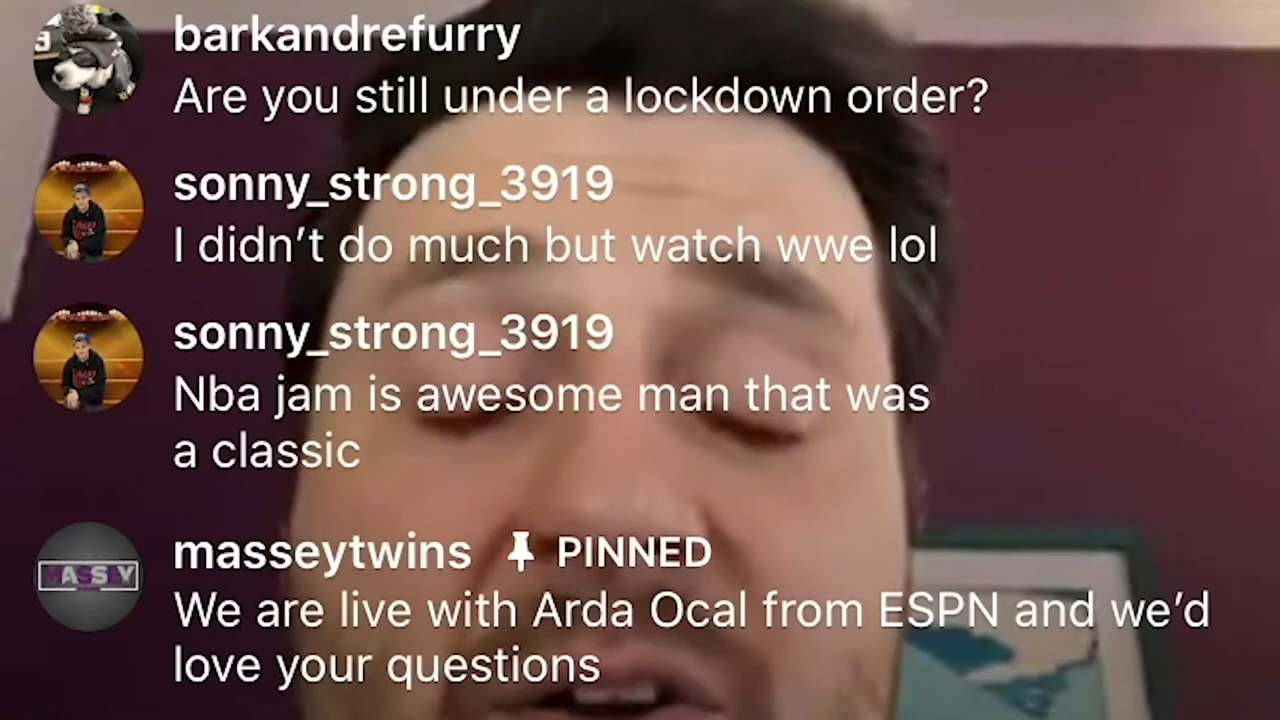 barkandrefurry
Are you still under a lockdown order?
sonny_strong_3919
I didn't do much but watch wwe lol
sonny_strong_3919
Nba jam is awesome man that was
a classic
masseytwins PINNED
MASSEY
We are live with Arda Ocal from ESPN and we'd
love your questions